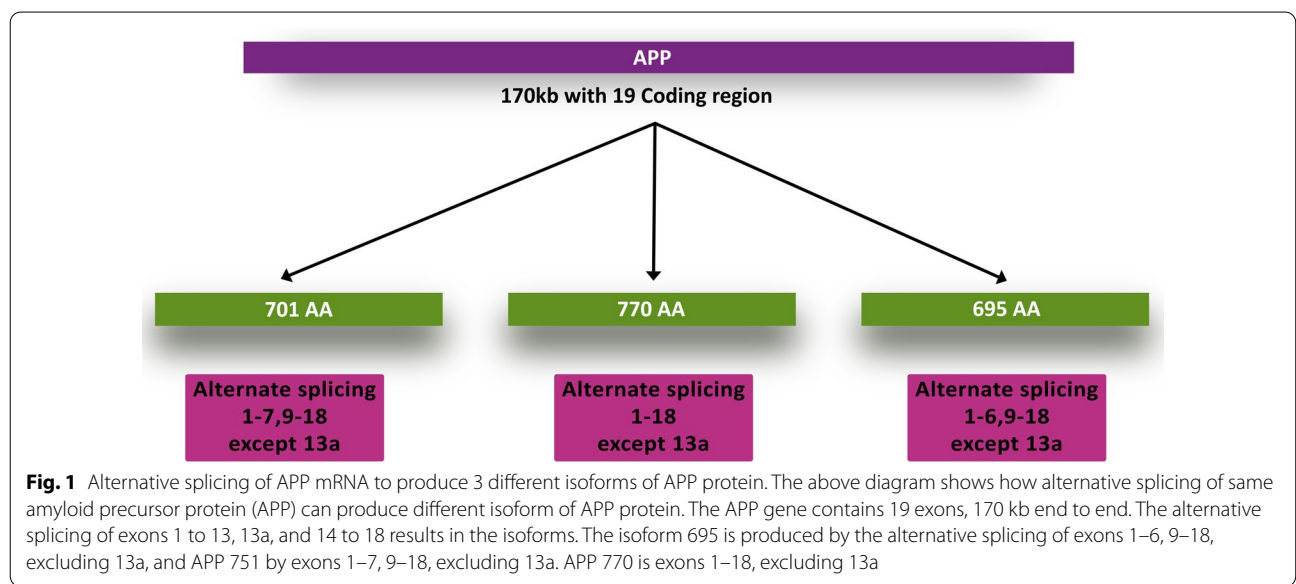 APP
170kb with 19 Coding region
701 AA
770 AA
695 AA
Alternate splicing
1-7,9-18
except 13a
Alternate splicing
1-18
except 13a
Alternate splicing
1-6,9-18
except 13a
Fig. 1 Alternative splicing of APP mRNA to produce 3 different isoforms of APP protein. The above diagram shows how alternative splicing of same
amyloid precursor protein (APP) can produce different isoform of APP protein. The APP gene contains 19 exons, 170 kb end to end. The alternative
splicing of exons 1 to 13, 13a, and 14 to 18 results in the isoforms. The isoform 695 is produced by the alternative splicing of exons 1–6, 9–18,
excluding 13a, and APP 751 by exons 1–7, 9–18, excluding 13a. APP 770 is exons 1–18, excluding 13a